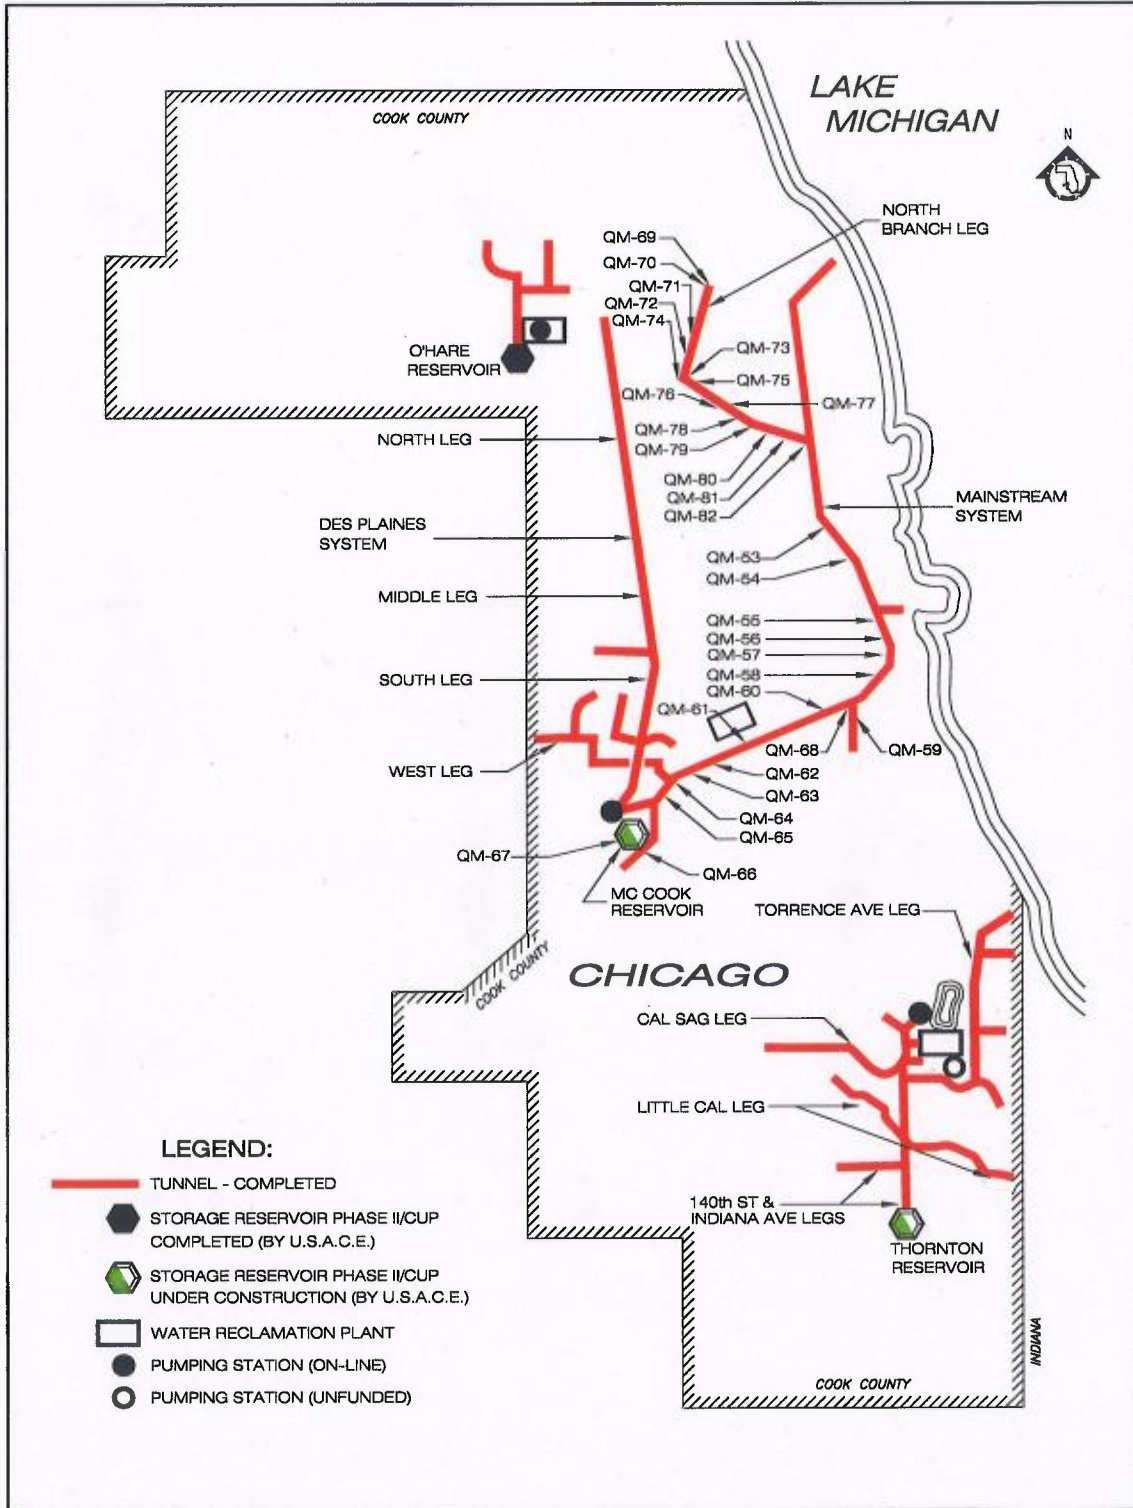 LAKE
MICHIGAN
COOK COUNTY
N
NORTH
BRANCH LEG
QM-69
QM-70
QM-71
QM-72
QM-74
QM-73
O'HARE
RESERVOIR
QM-75
QM-76
QM-77
QM-78
NORTH LEG
QM-79
QM-80
QM-81
QM-82
MAINSTREAM
SYSTEM
DES PLAINES
SYSTEM
QM-53
QM-54
MIDDLE LEG
QM-55
QM-56
QM-57
QM-58
SOUTH LEG
QM-60
QM-61
QM-68
QM-59
WEST LEG
QM-62
QM-63
QM-64
QM-65
QM-67
QM-66
MC COOK
RESERVOIR
TORRENCE AVE LEG
COOK COUNTY
CHICAGO
CAL SAG LEG
LITTLE CAL LEG
140th ST &
INDIANA AVE LEGS
THORNTON
RESERVOIR
LEGEND:
TUNNEL - COMPLETED
STORAGE RESERVOIR PHASE II/CUP
COMPLETED (BY U.S.A.C.E.)
STORAGE RESERVOIR PHASE II/CUP
UNDER CONSTRUCTION (BY U.S.A.C.E.)
WATER RECLAMATION PLANT
PUMPING STATION (ON-LINE)
PUMPING STATION (UNFUNDED)
INDIANA
COOK COUNTY